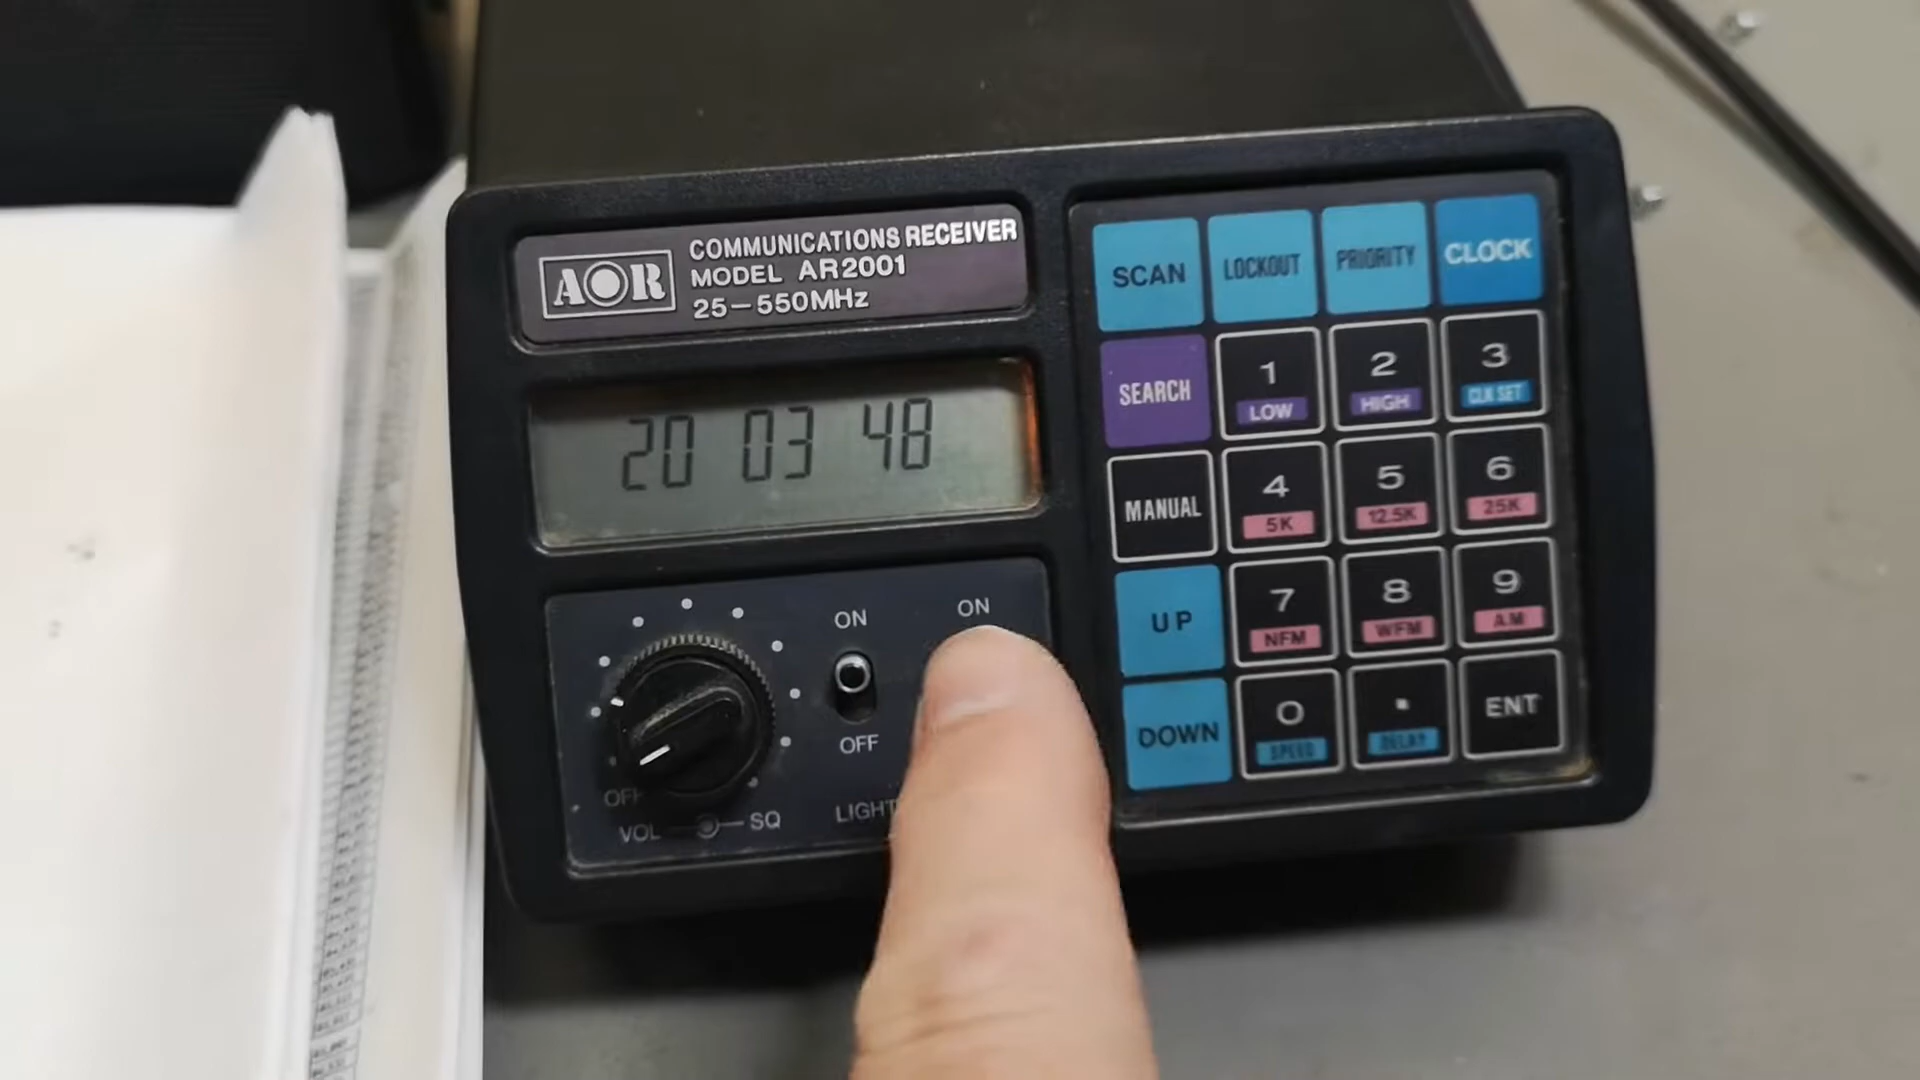 AOR
COMMUNICATIONS RECEIVER
MODEL AR2001
25-550MHz
20 03 48
ON
OFF
LIGHT
ON
OFF
VOL
SQ
SCAN
LOCKOUT
PRIORITY
CLOCK
SEARCH
1
LOW
2
HIGH
3
CLK SET
MANUAL
4
5K
5
12.5K
6
25K
UP
7
NFM
8
WFM
9
AM
DOWN
0
SPEED
.
DELAY
ENT